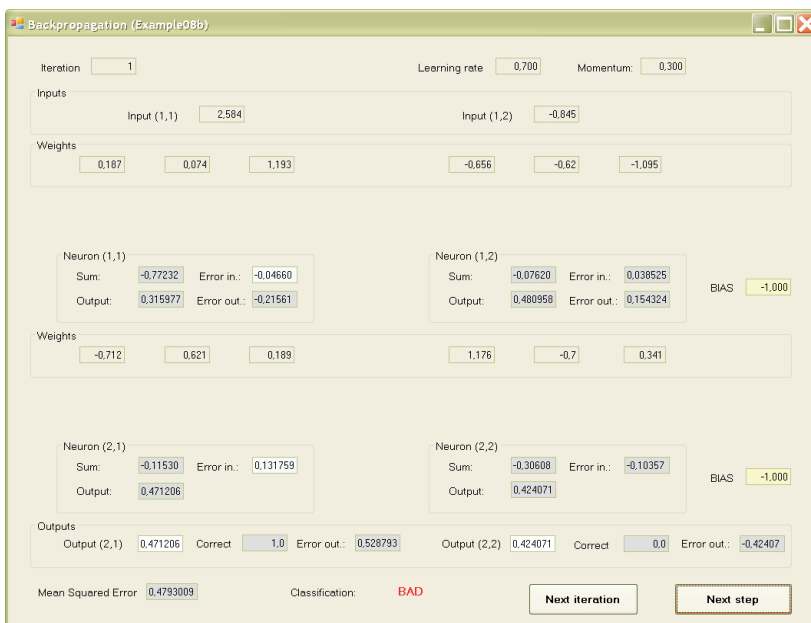 Backpropagation (Example08b)
Iteration 1 Learning rate 0,700 Momentum: 0,300
Inputs
Input (1,1) 2,584 Input (1,2) -0,845
Weights
0,187 0,074 1,193 -0,656 -0,62 -1,095
Neuron (1,1) Neuron (1,2)
Sum: -0,77232 Error in.: -0,04660 Sum: -0,07620 Error in.: 0,038525
Output: 0,315977 Error out.: -0,21561 Output: 0,480958 Error out.: 0,154324
BIAS -1,000
Weights
-0,712 0,621 0,189 1,176 -0,7 0,341
Neuron (2,1) Neuron (2,2)
Sum: -0,11530 Error in.: 0,131759 Sum: -0,30608 Error in.: -0,10357
Output: 0,471206 Output: 0,424071
BIAS -1,000
Outputs
Output (2,1) 0,471206 Correct 1,0 Error out.: 0,528793 Output (2,2) 0,424071 Correct 0,0 Error out.: -0,42407
Mean Squared Error 0,4793009 Classification: BAD Next iteration Next step